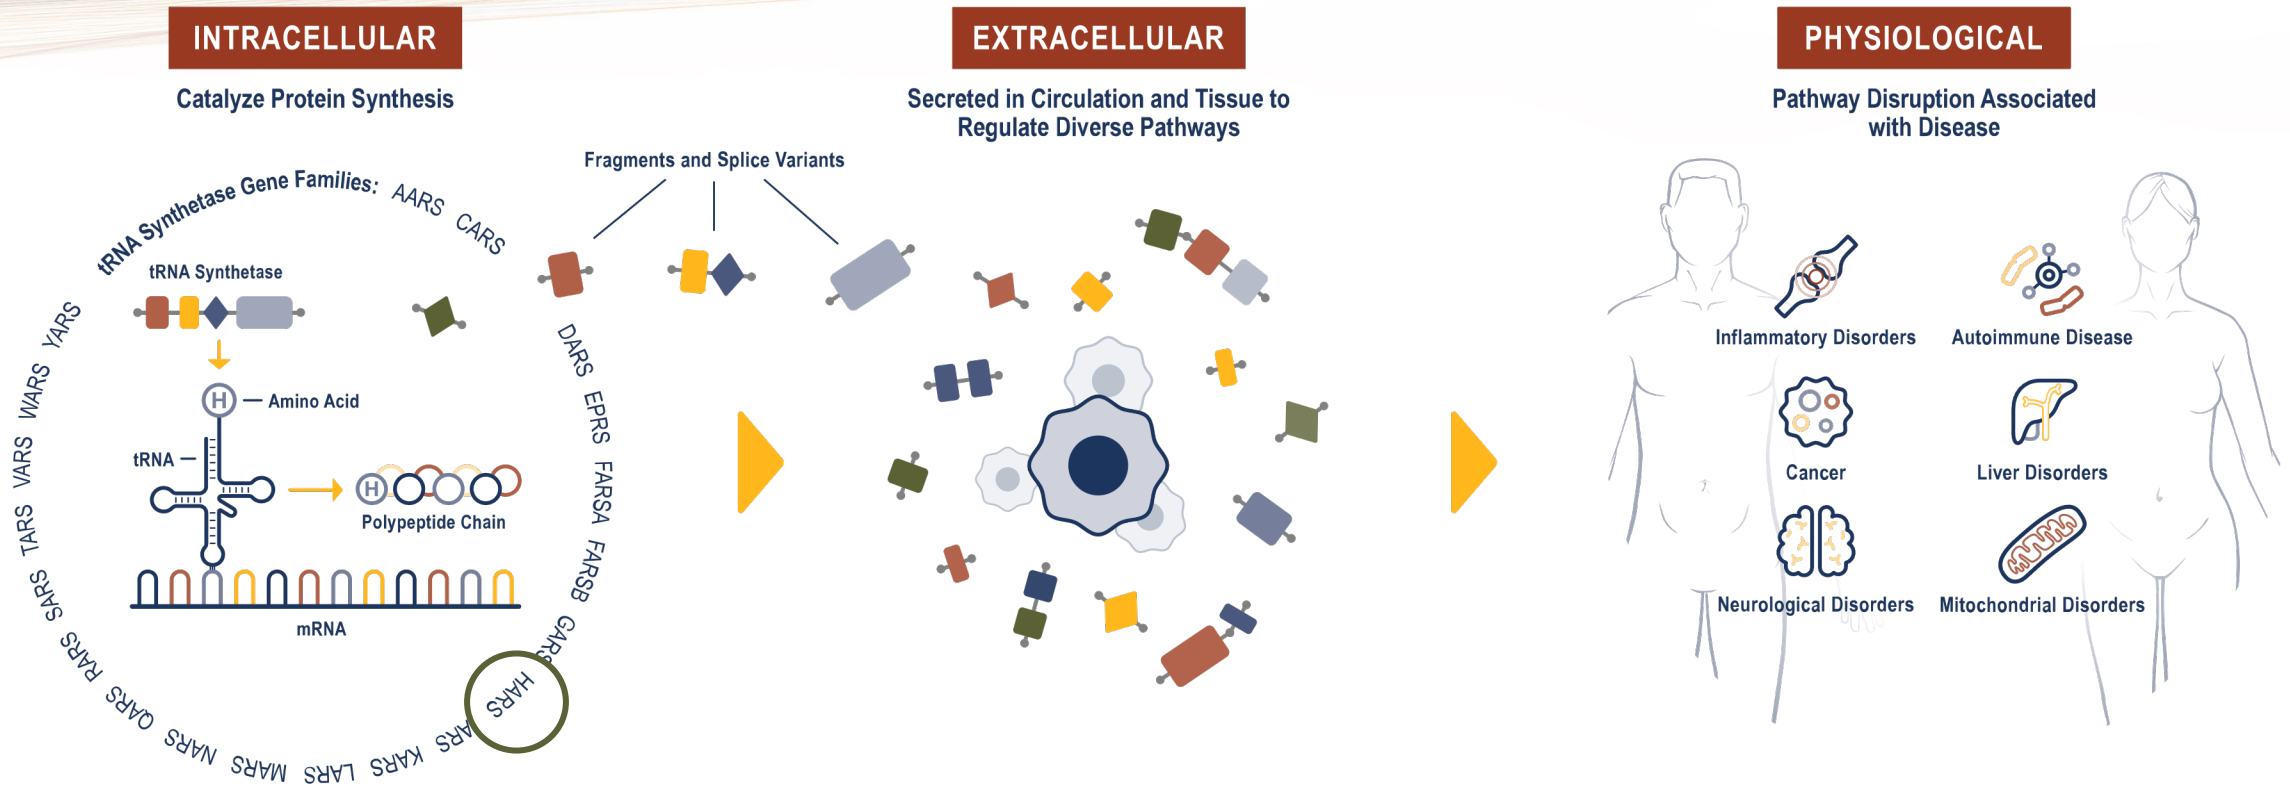 INTRACELLULAR
Catalyze Protein Synthesis
tRNA Synthetase Gene Families: AARS CARS
DARS EPRS FARSA FARSB GARS
HARS
ARS KARS LARS MARS NARS QARS RARS SARS TARS VARS WARS YARS
tRNA Synthetase
H
Amino Acid
tRNA
H
Polypeptide Chain
mRNA
Fragments and Splice Variants
EXTRACELLULAR
Secreted in Circulation and Tissue to
Regulate Diverse Pathways
PHYSIOLOGICAL
Pathway Disruption Associated
with Disease
Inflammatory Disorders
Autoimmune Disease
Cancer
Liver Disorders
Neurological Disorders
Mitochondrial Disorders